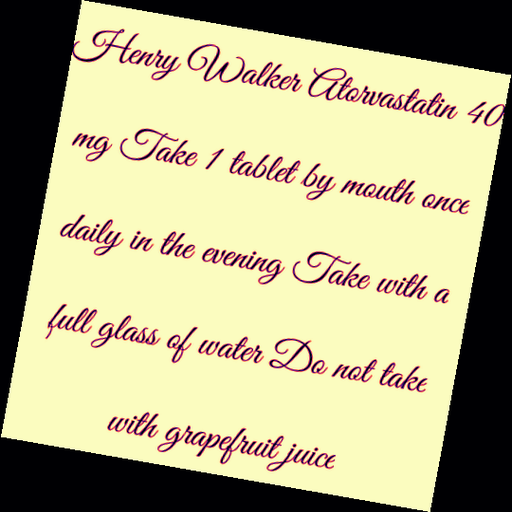 Henry Walker Atorvastatin 40
mg Take 1 tablet by mouth once
daily in the evening Take with a
full glass of water Do not take
with grapefruit juice